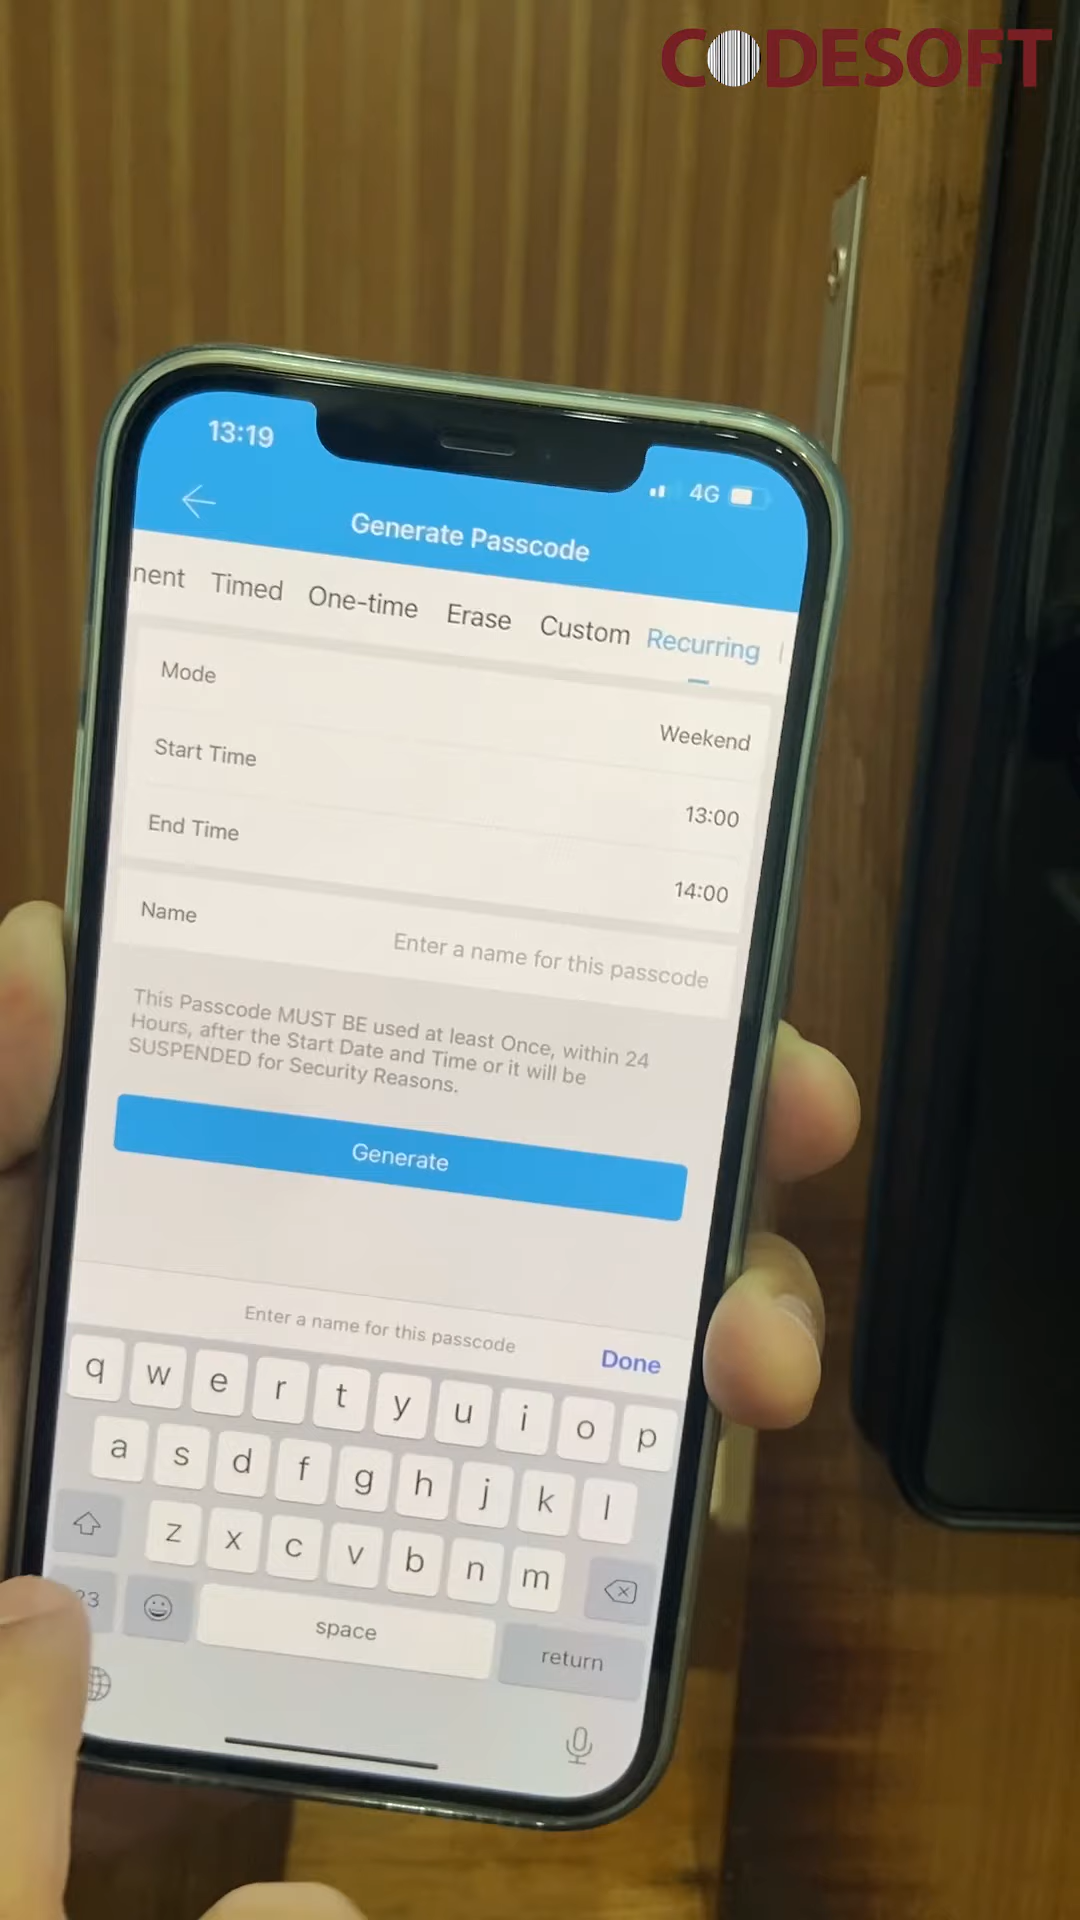 CODESOFT
13:19
4G
Generate Passcode
nent Timed One-time Erase Custom Recurring
Mode
Weekend
Start Time
13:00
End Time
14:00
Name
Enter a name for this passcode
This Passcode MUST BE used at least Once, within 24
Hours, after the Start Date and Time or it will be
SUSPENDED for Security Reasons.
Generate
Enter a name for this passcode
Done
q w e r t y u i o p
a s d f g h j k l
z x c v b n m
23
space
return